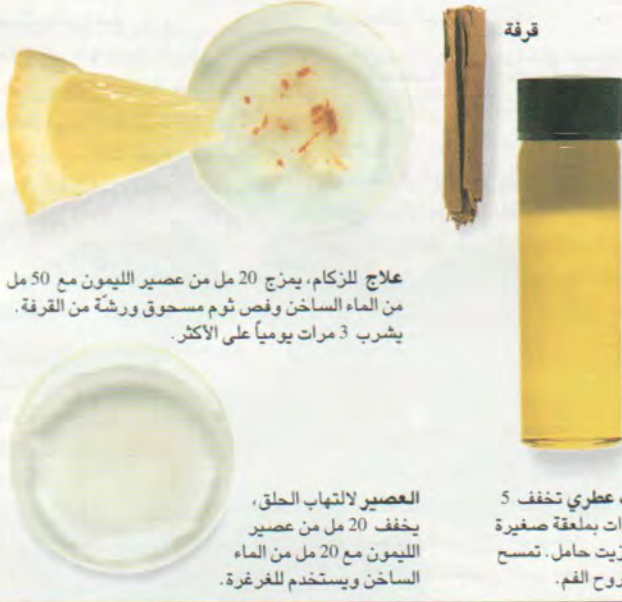 قرفة
علاج للزكام، يمزج 20 مل من عصير الليمون مع 50 مل
من الماء الساخن وفص ثوم مسحوق ورشّة من القرفة.
يشرب 3 مرات يومياً على الأكثر.
العصير لالتهاب الحلق،
يخفف 20 مل من عصير
الليمون مع 20 مل من الماء
الساخن ويستخدم للغرغرة.
عطري تخفف 5
بملعقة صغيرة
زيت حامل. تمسح
الفم.